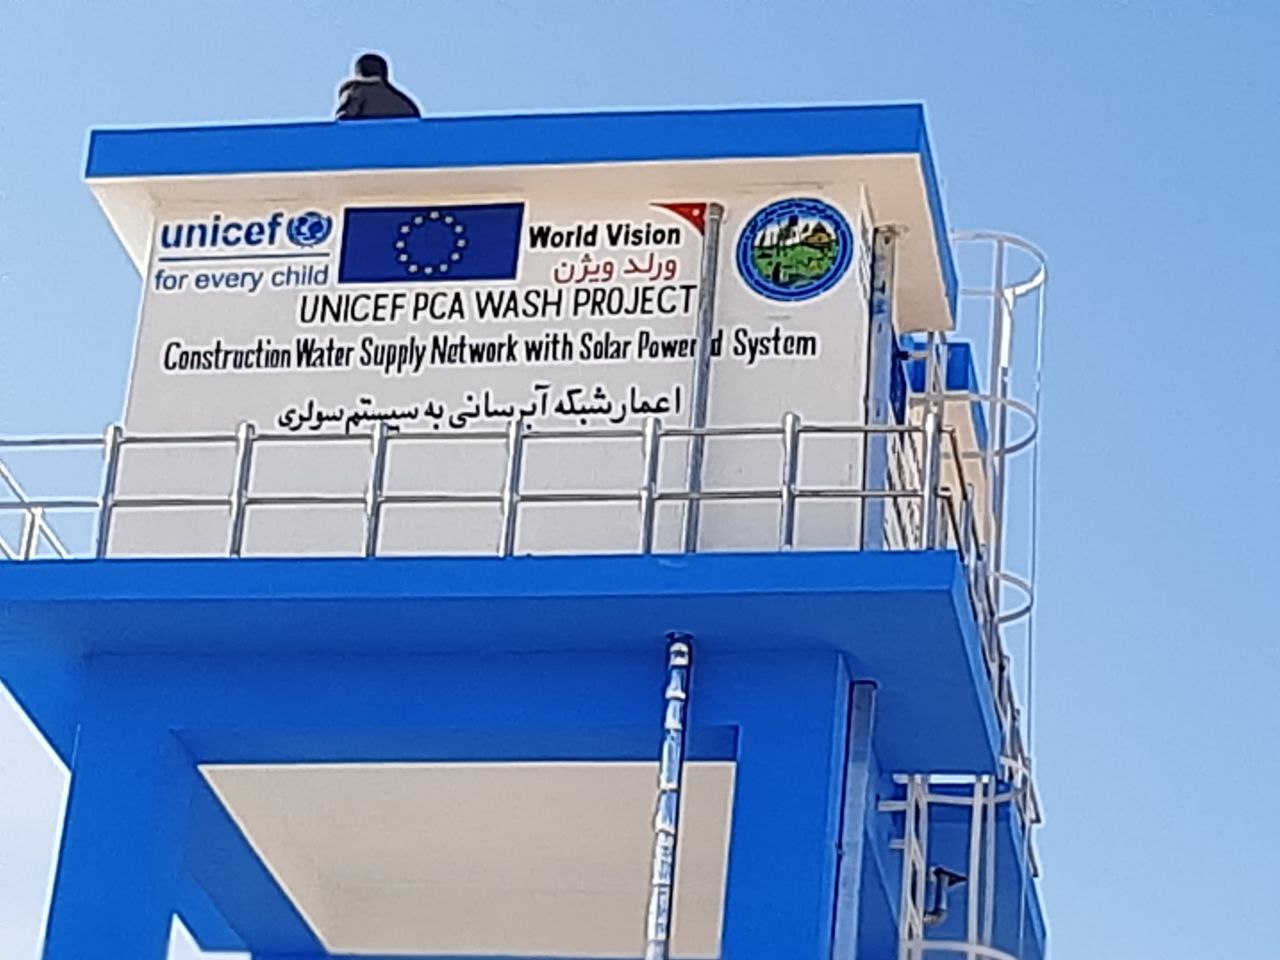 unicef
for every child
World Vision
ورلد ویژن
UNICEF PCA WASH PROJECT
Construction Water Supply Network with Solar Powered System
اعمار شبکه آبرسانی به سیستم سولری